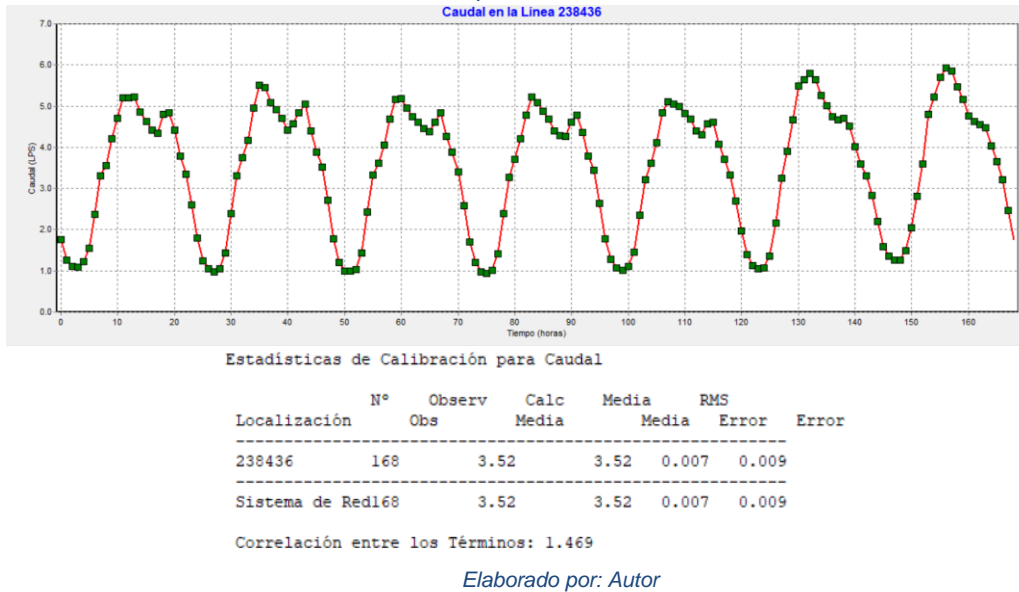 Caudal en la Línea 238436
7.0
6.0
5.0
4.0
3.0
2.0
1.0
0.0
Caudal (LPS)
0 10 20 30 40 50 60 70 80 90 100 110 120 130 140 150 160
Tiempo (horas)
Estadísticas de Calibración para Caudal
Nº Observ Calc Media RMS
Localización Obs Media Media Error Error
------------------------------------------------------------
238436 168 3.52 3.52 0.007 0.009
------------------------------------------------------------
Sistema de Red168 3.52 3.52 0.007 0.009
Correlación entre los Términos: 1.469
Elaborado por: Autor